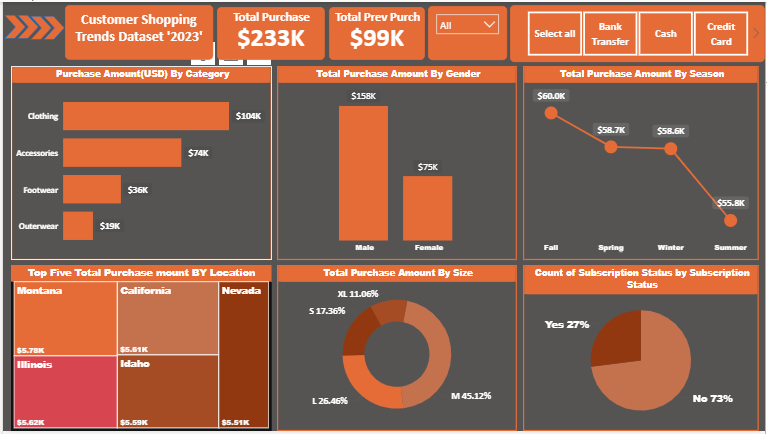 Customer Shopping
Trends Dataset '2023'
Total Purchase
$233K
Total Prev Purch
$99K
All
Select all
Bank
Transfer
Cash
Credit
Card
Purchase Amount(USD) By Category
Clothing
$104K
Accessories
$74K
Footwear
$36K
Outerwear
$19K
Total Purchase Amount By Gender
$158K
$75K
Male
Female
Total Purchase Amount By Season
$60.0K
$58.7K
$58.6K
$55.8K
Fall
Spring
Winter
Summer
Top Five Total Purchase mount BY Location
Montana
$5.78K
California
$5.61K
Nevada
$5.51K
Illinois
$5.62K
Idaho
$5.59K
Total Purchase Amount By Size
XL 11.06%
S 17.36%
L 26.46%
M 45.12%
Count of Subscription Status by Subscription
Status
Yes 27%
No 73%